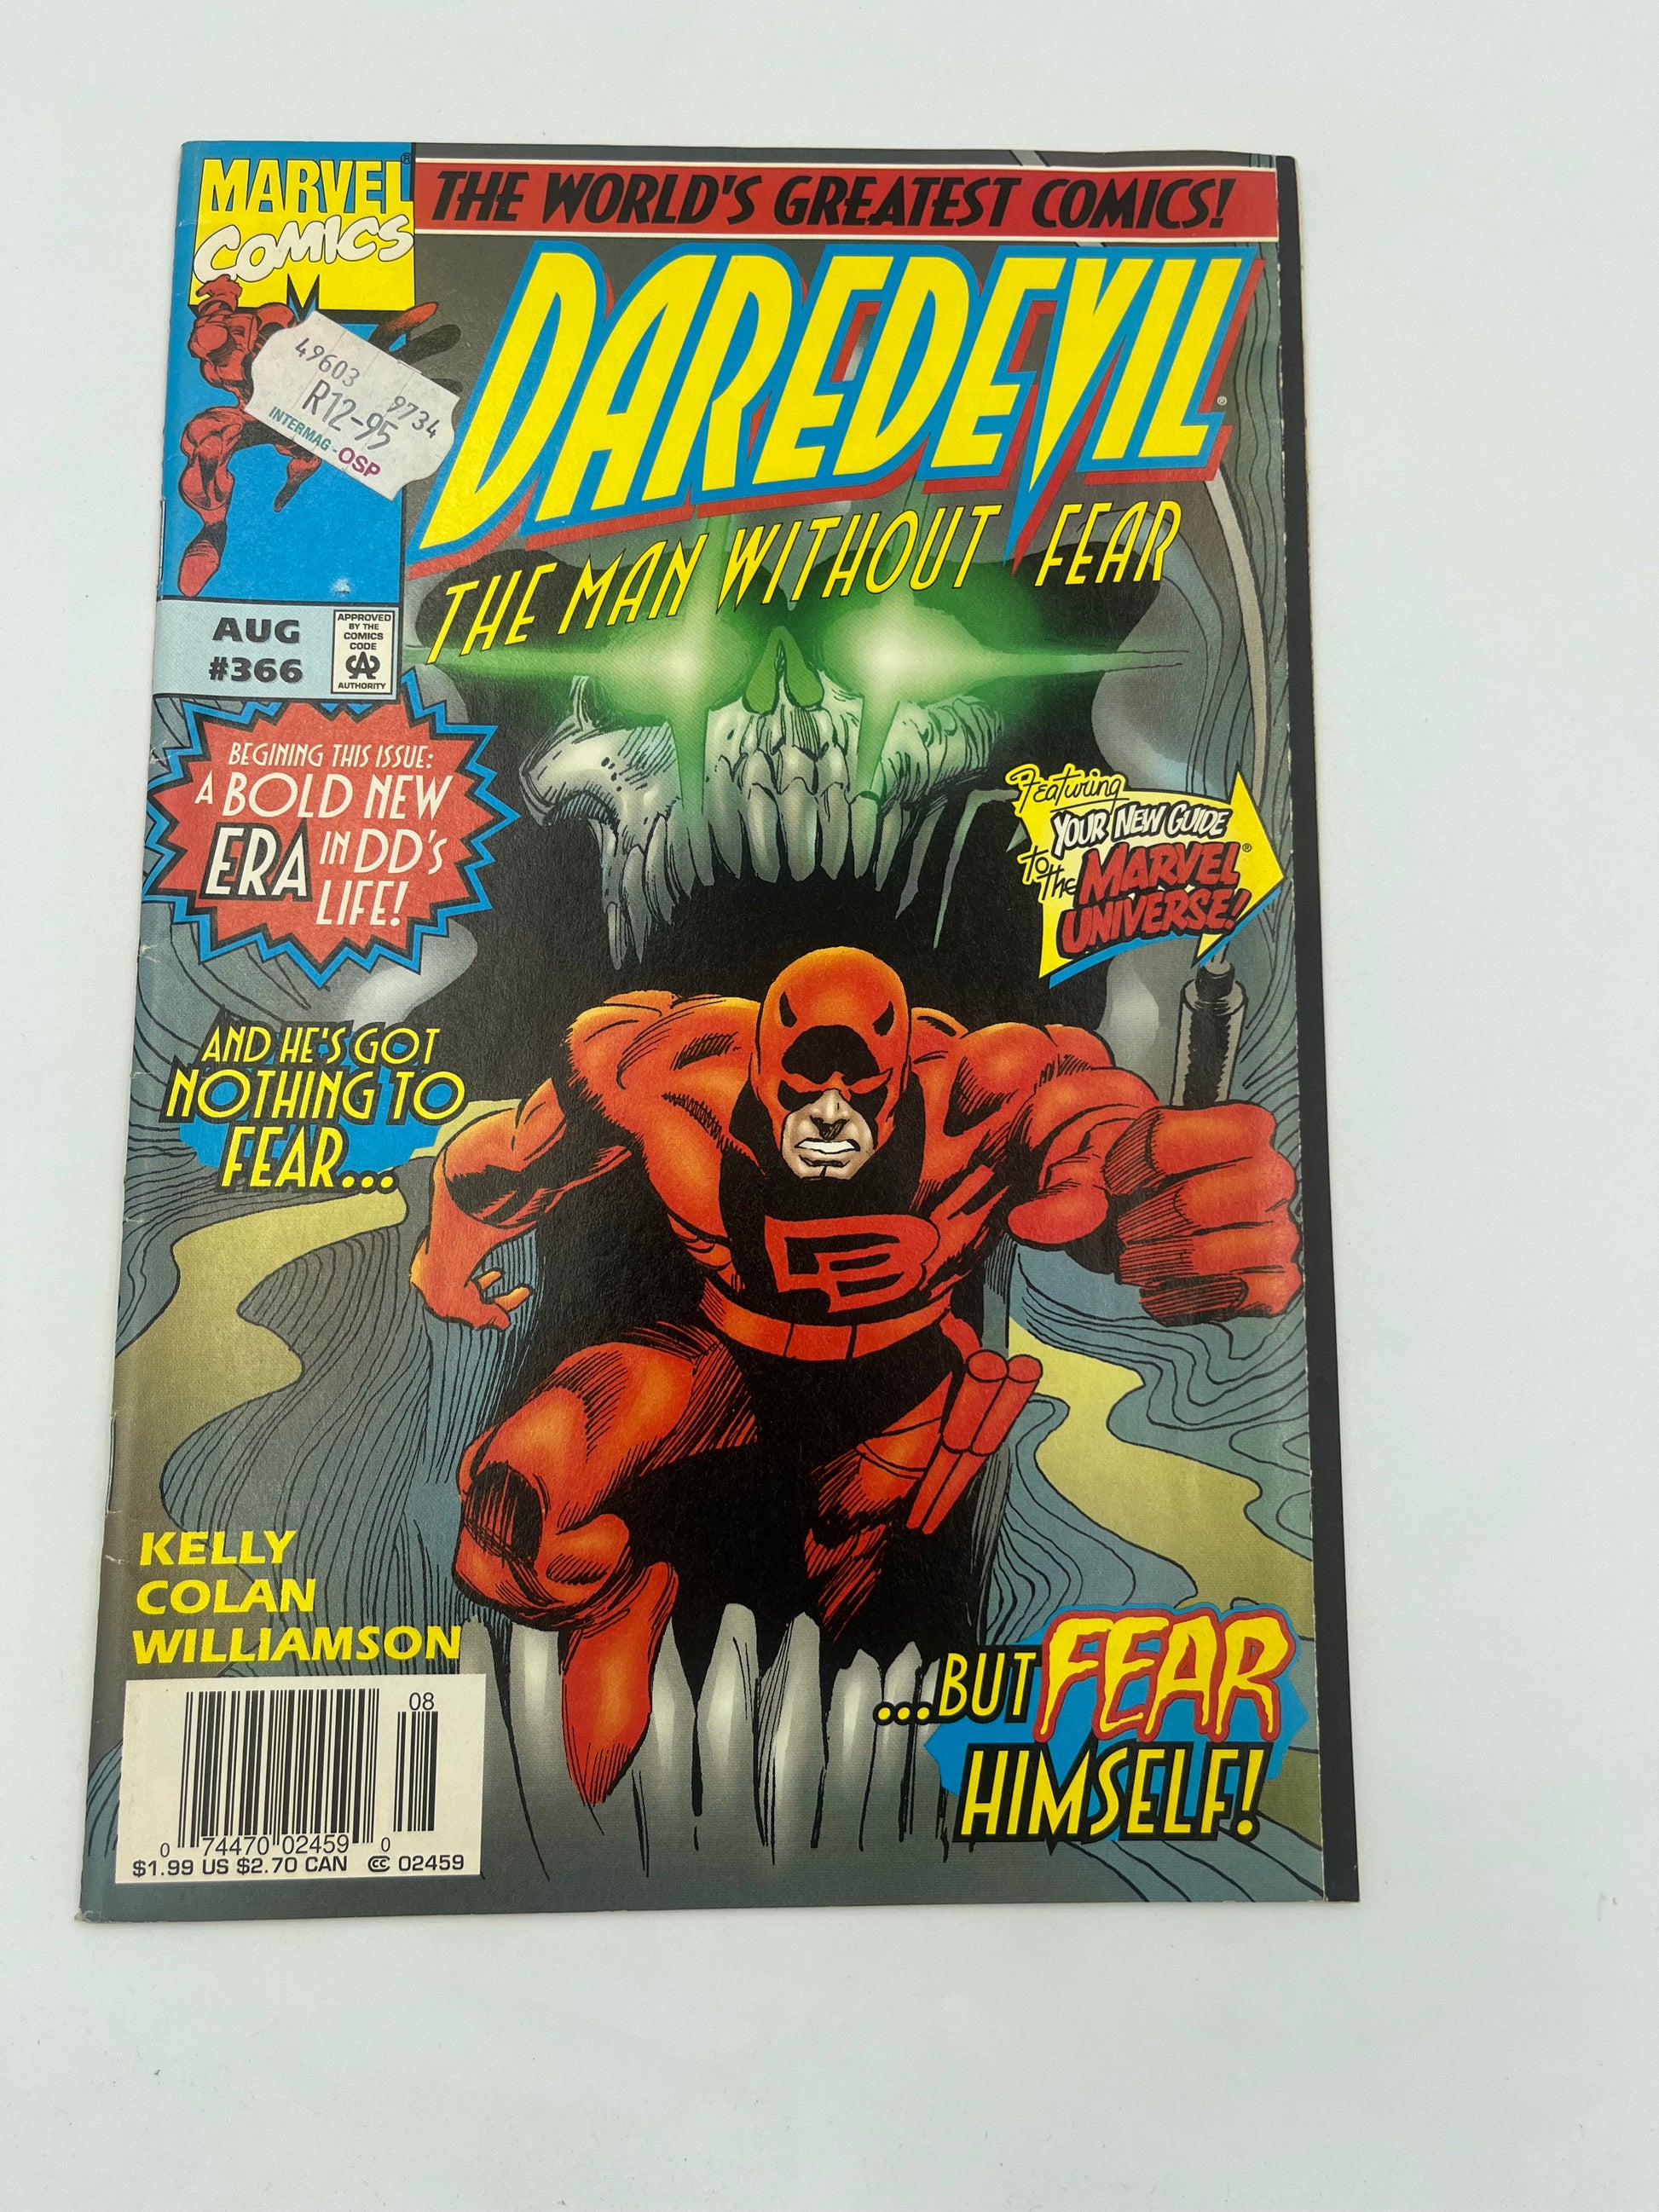 MARVEL
COMICS
THE WORLD'S GREATEST COMICS!
DAREDEVIL
THE MAN WITHOUT FEAR
49603 9734
R12-95
INTERMAG-OSP
AUG
#366
APPROVED
BY THE
COMICS
CODE
CA
AUTHORITY
BEGINING THIS ISSUE:
A BOLD NEW
ERA IN DD'S
LIFE!
Featuring
YOUR NEW GUIDE
to the MARVEL
UNIVERSE!
AND HE'S GOT
NOTHING TO
FEAR...
DD
KELLY
COLAN
WILLIAMSON
...BUT FEAR
HIMSELF!
08
0 74470 02459 0
$1.99 US $2.70 CAN CC 02459